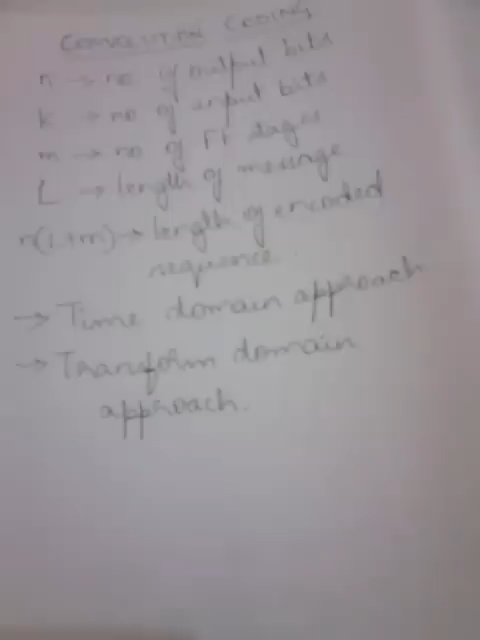 CONVOLUTION CODING
n → no of output bits
k → no of input bits
m → no of FF stages
L → length of message
n(L+m) → length of encoded
sequence.
→ Time domain approach
→ Transform domain
approach.